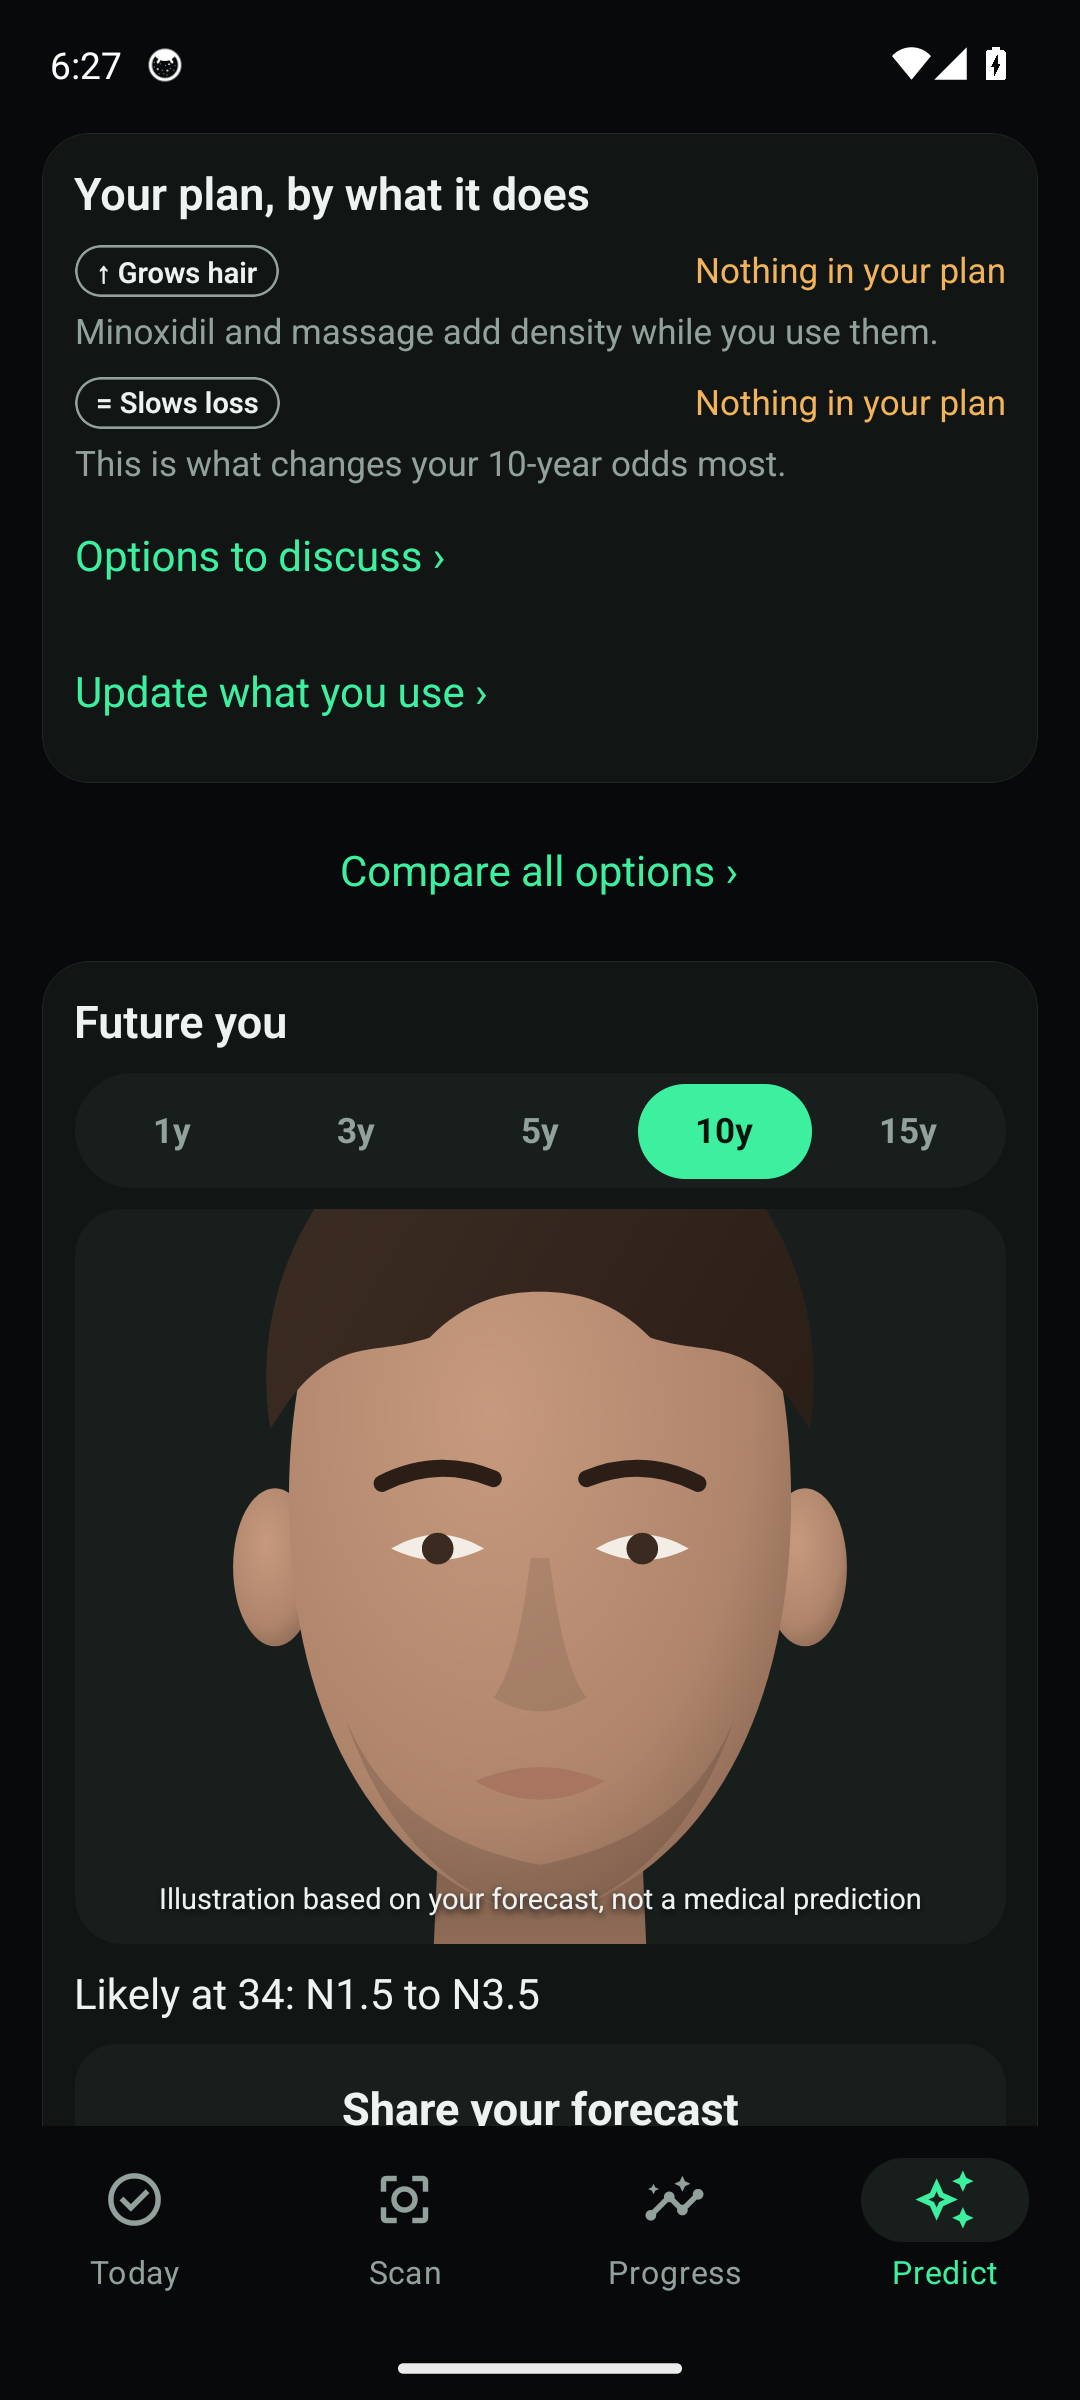 6:27
Your plan, by what it does
↑ Grows hair
Nothing in your plan
Minoxidil and massage add density while you use them.
= Slows loss
Nothing in your plan
This is what changes your 10-year odds most.
Options to discuss ›
Update what you use ›
Compare all options ›
Future you
1y 3y 5y 10y 15y
Illustration based on your forecast, not a medical prediction
Likely at 34: N1.5 to N3.5
Share your forecast
Today Scan Progress Predict